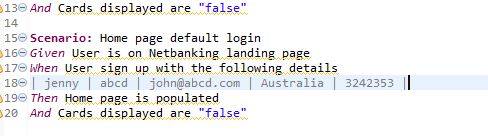 13 And Cards displayed are "false"
14
15 Scenario: Home page default login
16 Given User is on Netbanking landing page
17 When User sign up with the following details
18 | jenny | abcd | john@abcd.com | Australia | 3242353 |
19 Then Home page is populated
20 And Cards displayed are "false"